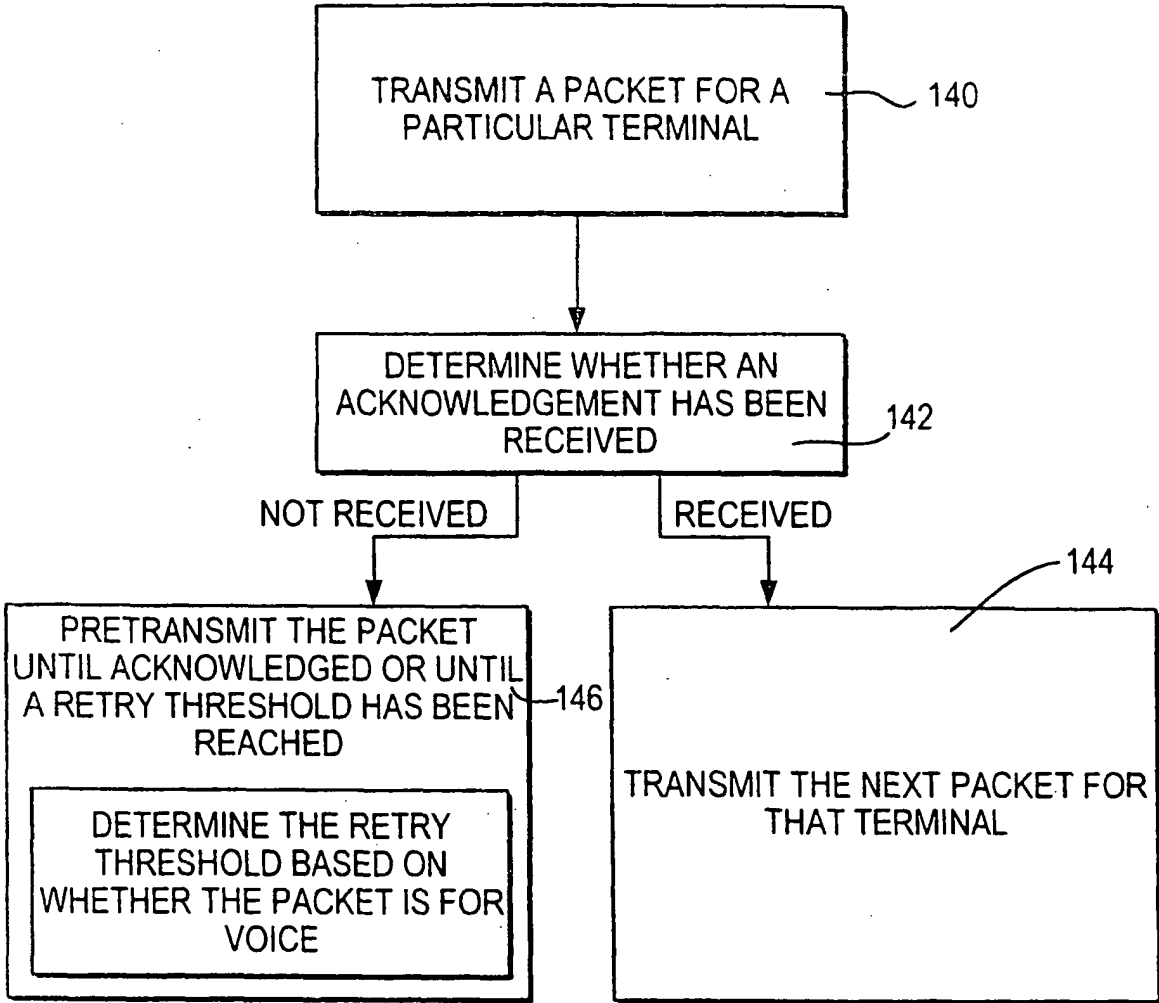 TRANSMIT A PACKET FOR A
PARTICULAR TERMINAL
140
DETERMINE WHETHER AN
ACKNOWLEDGEMENT HAS BEEN
RECEIVED
142
NOT RECEIVED
RECEIVED
144
PRETRANSMIT THE PACKET
UNTIL ACKNOWLEDGED OR UNTIL
A RETRY THRESHOLD HAS BEEN
REACHED
146
DETERMINE THE RETRY
THRESHOLD BASED ON
WHETHER THE PACKET IS FOR
VOICE
TRANSMIT THE NEXT PACKET FOR
THAT TERMINAL